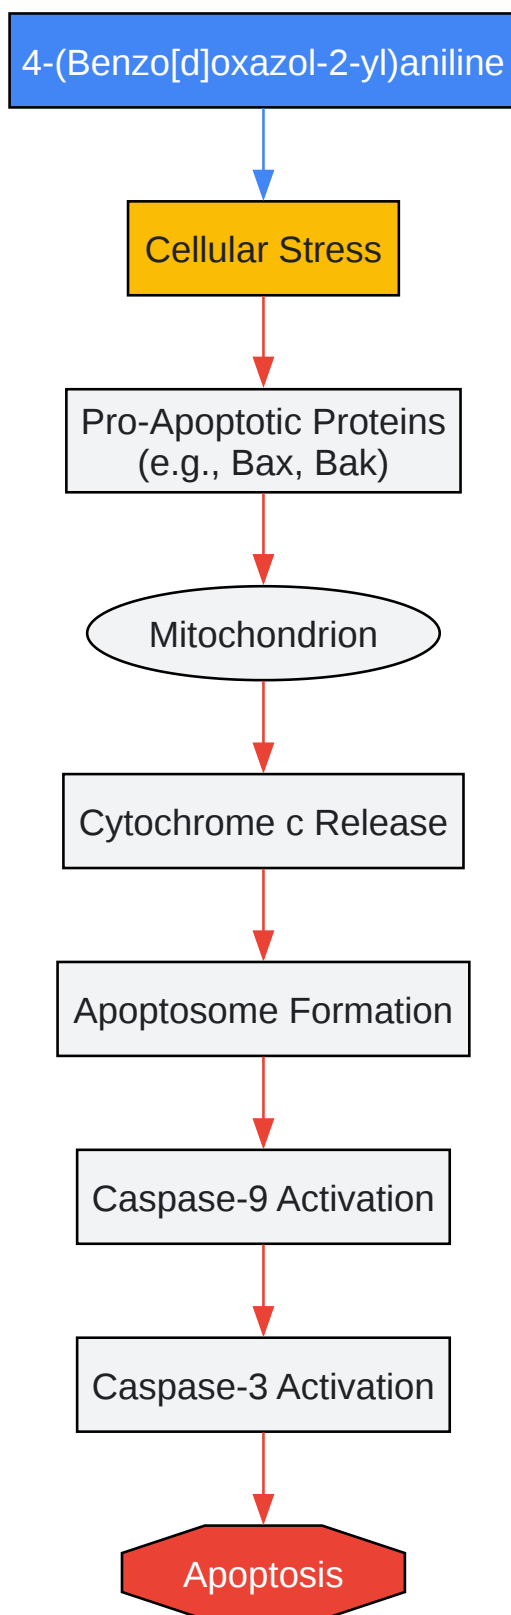 4-(Benzo[d]oxazol-2-yl)aniline
Cellular Stress
Pro-Apoptotic Proteins
(e.g., Bax, Bak)
Mitochondrion
Cytochrome c Release
Apoptosome Formation
Caspase-9 Activation
Caspase-3 Activation
Apoptosis